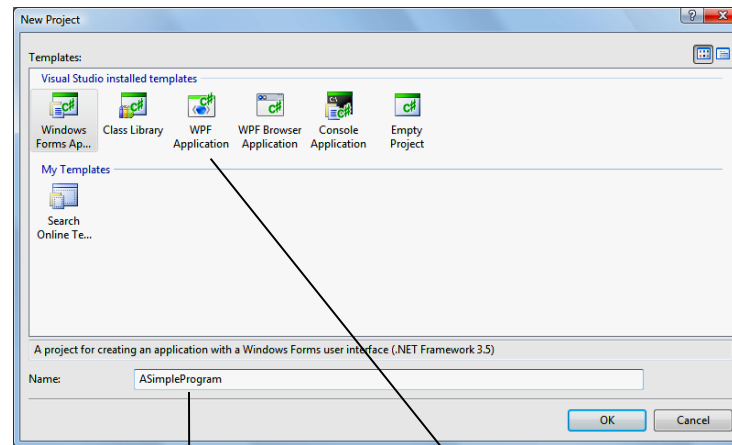 New Project
Templates:
Visual Studio installed templates
Windows Forms Ap...
Class Library
WPF Application
WPF Browser Application
Console Application
Empty Project
My Templates
Search Online Te...
A project for creating an application with a Windows Forms user interface (.NET Framework 3.5)
Name: ASimpleProgram
OK Cancel